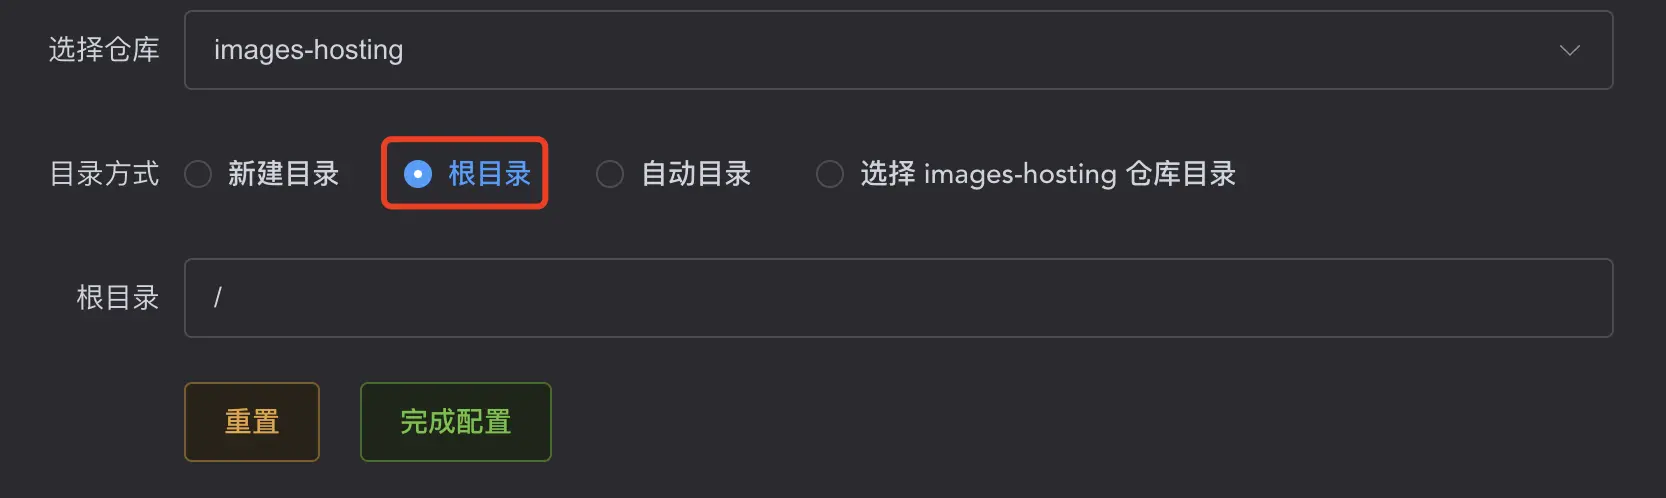 选择仓库 images-hosting
目录方式 新建目录 根目录 自动目录 选择 images-hosting 仓库目录
根目录 /
重置 完成配置